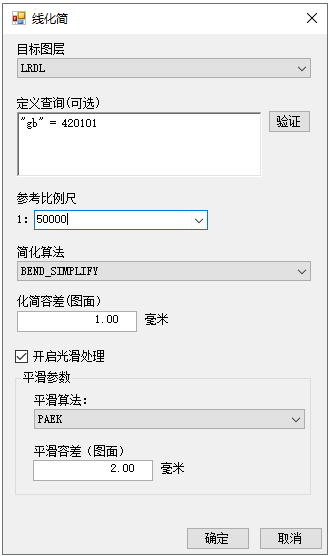 线化简
目标图层
LRDL
定义查询(可选)
"gb" = 420101
验证
参考比例尺
1: 50000
简化算法
BEND_SIMPLIFY
化简容差(图面)
1.00 毫米
开启光滑处理
平滑参数
平滑算法:
PAEK
平滑容差（图面）
2.00 毫米
确定 取消